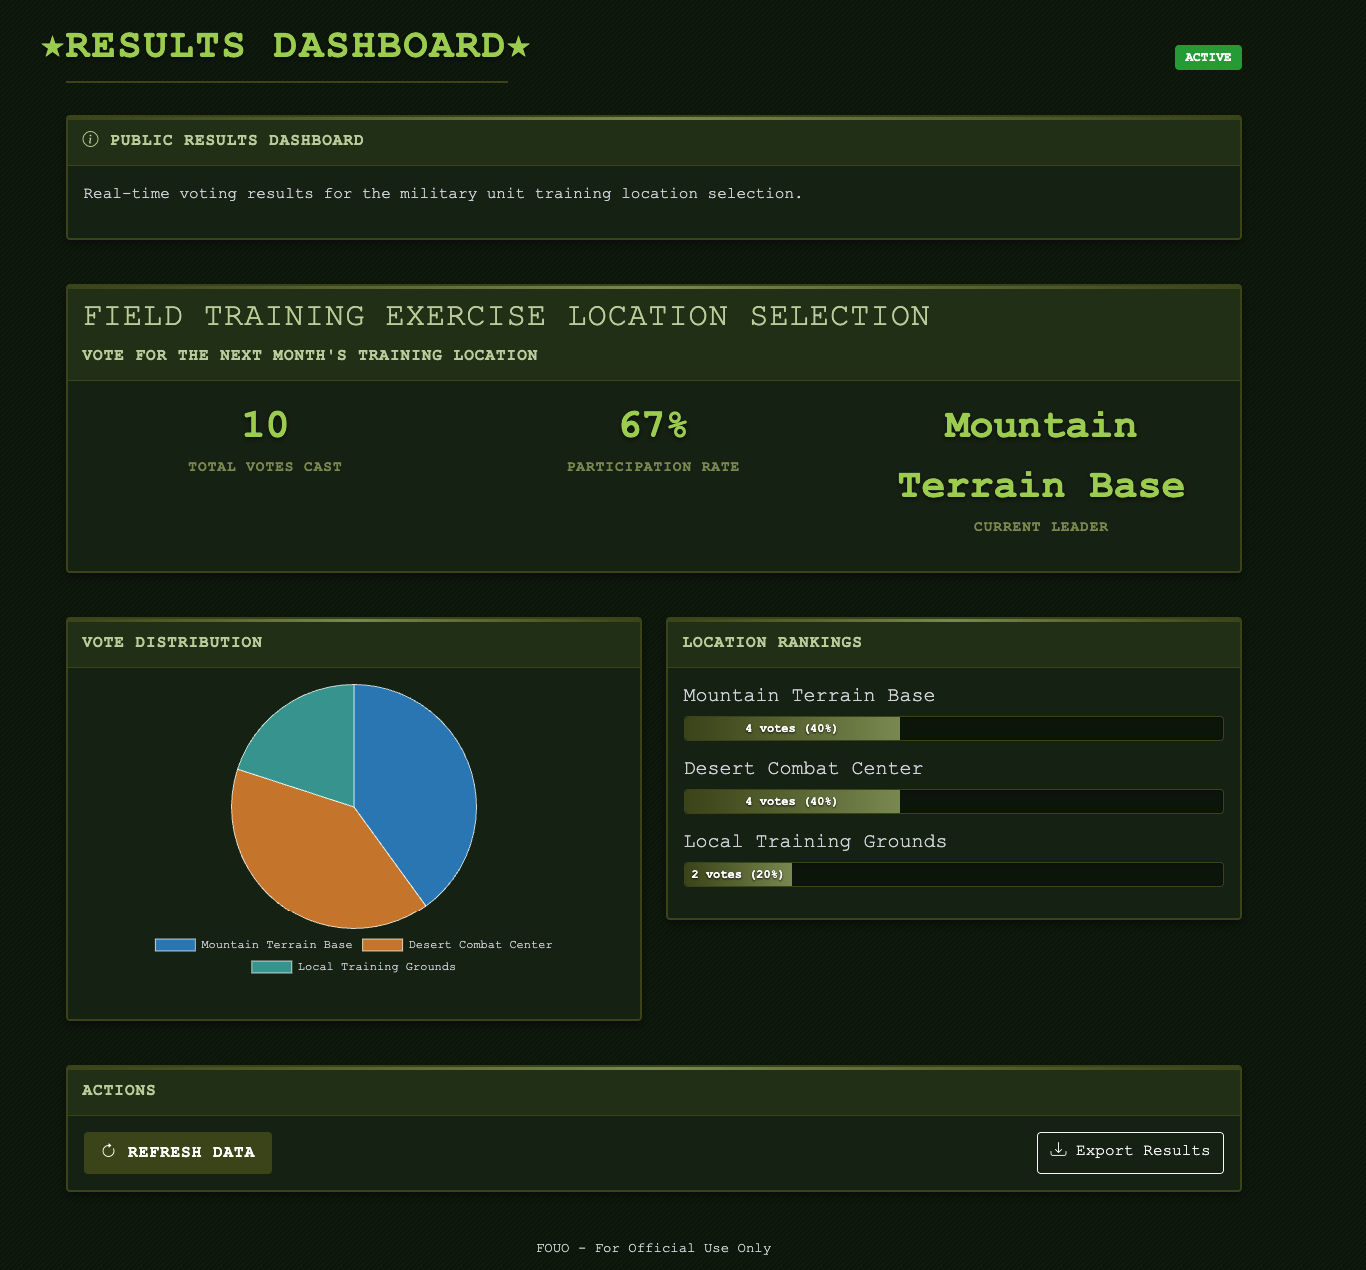 ★RESULTS DASHBOARD★
ACTIVE
PUBLIC RESULTS DASHBOARD
Real-time voting results for the military unit training location selection.
FIELD TRAINING EXERCISE LOCATION SELECTION
VOTE FOR THE NEXT MONTH'S TRAINING LOCATION
10
TOTAL VOTES CAST
67%
PARTICIPATION RATE
Mountain
Terrain Base
CURRENT LEADER
VOTE DISTRIBUTION
Mountain Terrain Base
Desert Combat Center
Local Training Grounds
LOCATION RANKINGS
Mountain Terrain Base
4 votes (40%)
Desert Combat Center
4 votes (40%)
Local Training Grounds
2 votes (20%)
ACTIONS
REFRESH DATA
Export Results
FOUO - For Official Use Only